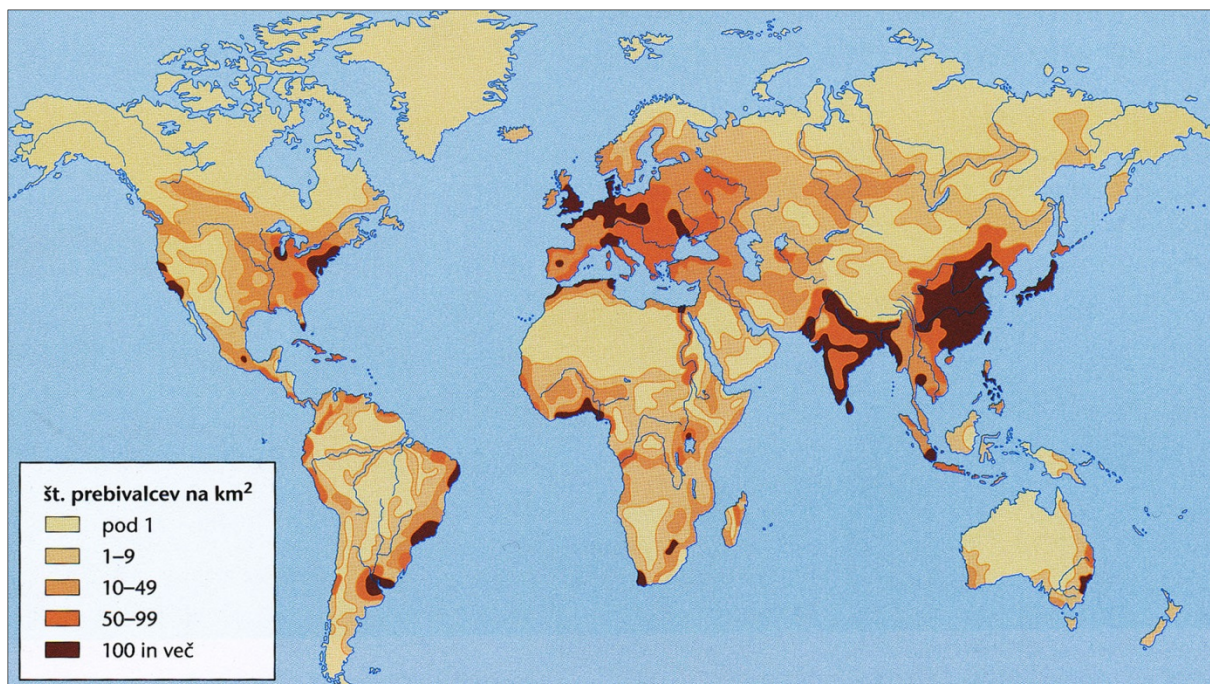 št. prebivalcev na km²
pod 1
1–9
10–49
50–99
100 in več